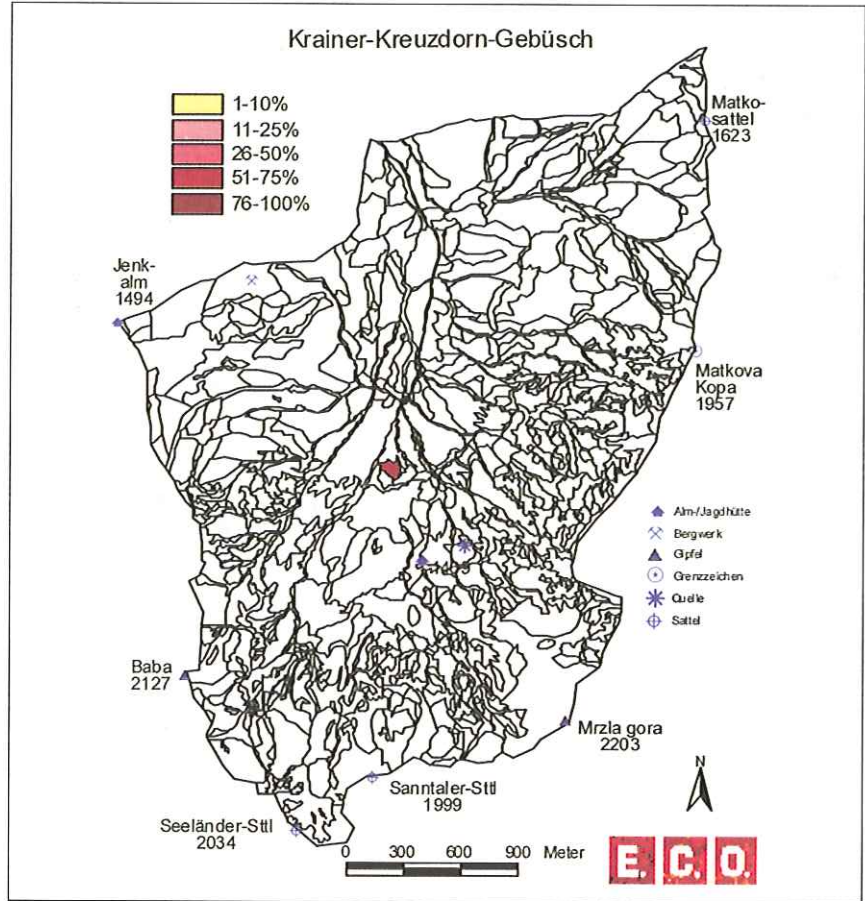 Krainer-Kreuzdorn-Gebüsch
1-10%
11-25%
26-50%
51-75%
76-100%
Matko-
sattel
1623
Jenk-
alm
1494
Matkova
Kopa
1957
Alm-/Jagdhütte
Bergwerk
Gipfel
Grenzzeichen
Quelle
Sattel
Baba
2127
Mrzla gora
2203
Sanntaler-Sttl
1999
Seeländer-Sttl
2034
N
0 300 600 900 Meter
E. C. O.